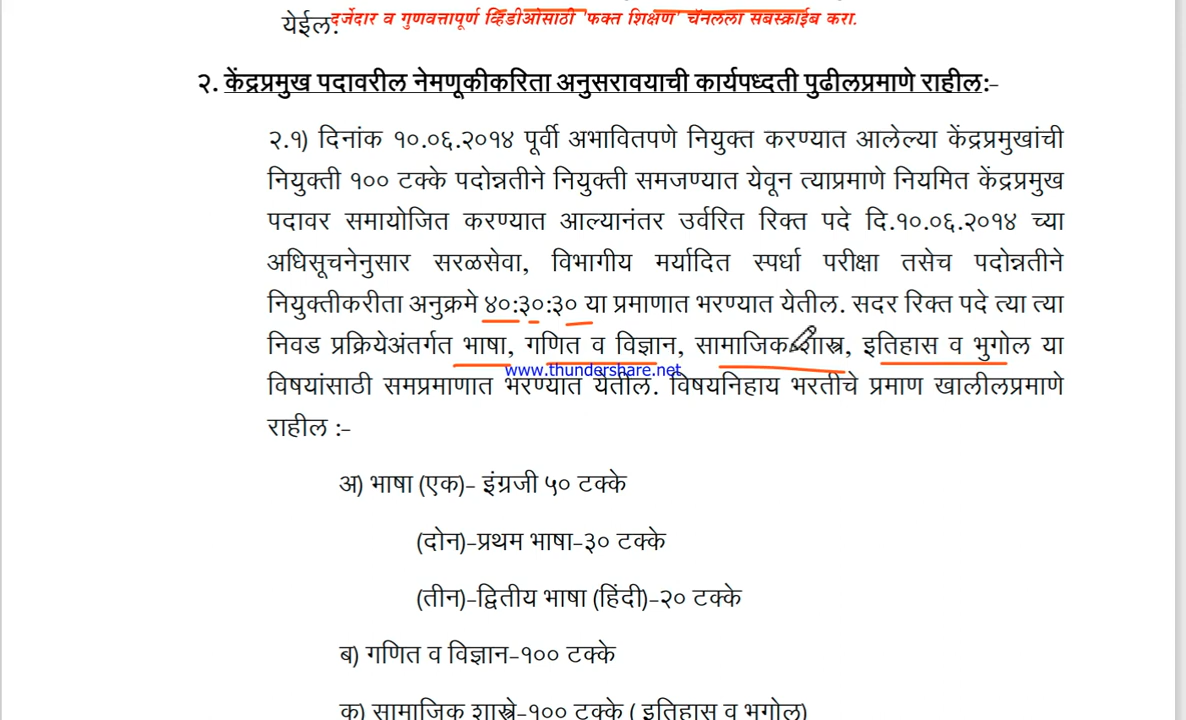 येईल.
दर्जेदार व गुणवत्तापूर्ण व्हिडीओसाठी 'फक्त शिक्षण' चॅनलला सबस्क्राईब करा.
२. केंद्रप्रमुख पदावरील नेमणूकीकरिता अनुसरावयाची कार्यपध्दती पुढीलप्रमाणे राहील:-
२.१) दिनांक १०.०६.२०१४ पूर्वी अभावितपणे नियुक्त करण्यात आलेल्या केंद्रप्रमुखांची
नियुक्ती १०० टक्के पदोन्नतीने नियुक्ती समजण्यात येवून त्याप्रमाणे नियमित केंद्रप्रमुख
पदावर समायोजित करण्यात आल्यानंतर उर्वरित रिक्त पदे दि.१०.०६.२०१४ च्या
अधिसूचनेनुसार सरळसेवा, विभागीय मर्यादित स्पर्धा परीक्षा तसेच पदोन्नतीने
नियुक्तीकरीता अनुक्रमे ४०:३०:३० या प्रमाणात भरण्यात येतील. सदर रिक्त पदे त्या त्या
निवड प्रक्रियेअंतर्गत भाषा, गणित व विज्ञान, सामाजिक शास्त्र, इतिहास व भुगोल या
www.thundershare.net
विषयांसाठी समप्रमाणात भरण्यात येतील. विषयनिहाय भरतीचे प्रमाण खालीलप्रमाणे
राहील :-
अ) भाषा (एक)- इंग्रजी ५० टक्के
(दोन)-प्रथम भाषा-३० टक्के
(तीन)-द्वितीय भाषा (हिंदी)-२० टक्के
ब) गणित व विज्ञान-१०० टक्के
क) सामाजिक शास्त्रे-१०० टक्के ( इतिहास व भूगोल)